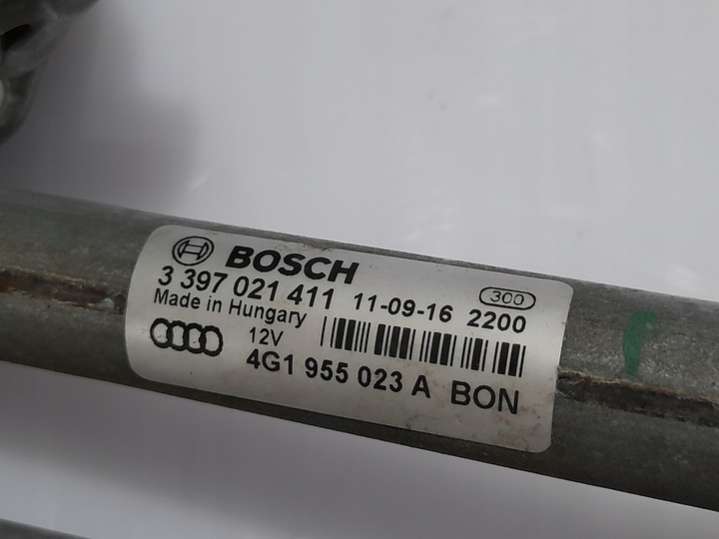 BOSCH
3 397 021 411 11-09-16 2200
300
Made in Hungary
12V
4G1 955 023 A BON